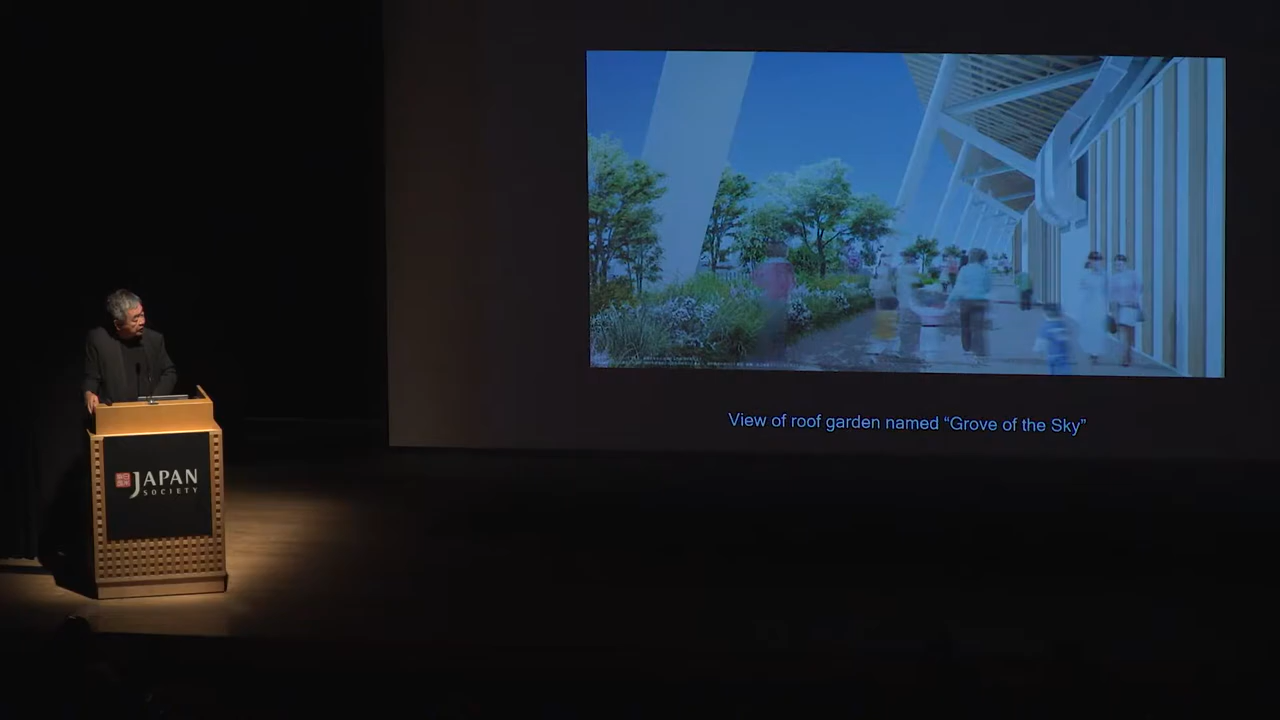 View of roof garden named “Grove of the Sky”
JAPAN
SOCIETY